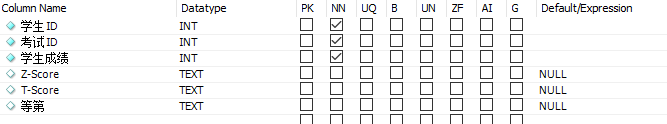 Column Name Datatype PK NN UQ B UN ZF AI G Default/Expression
学生ID INT
考试ID INT
学生成绩 INT
Z-Score TEXT NULL
T-Score TEXT NULL
等第 TEXT NULL